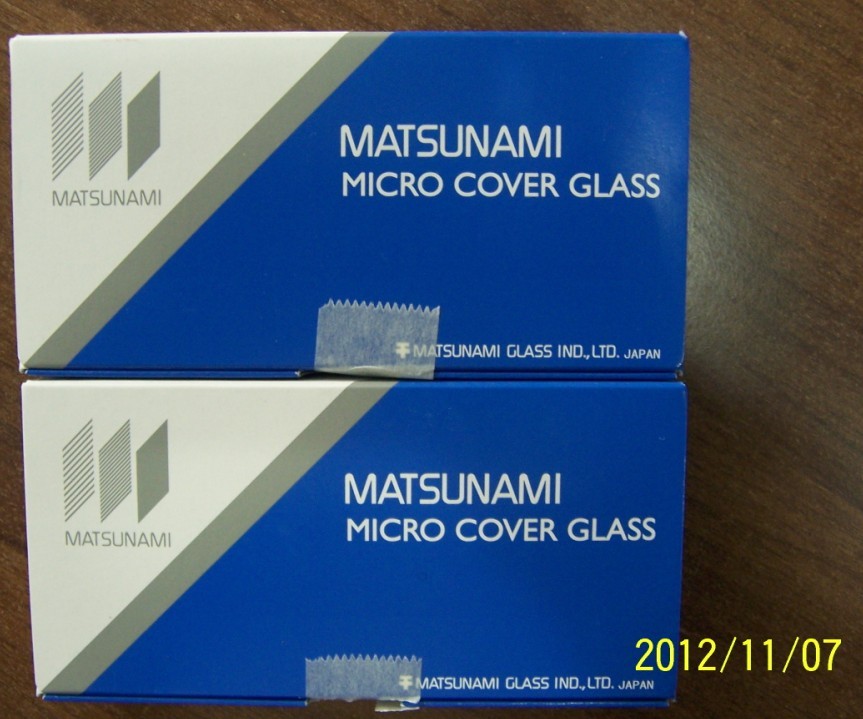 MATSUNAMI
MATSUNAMI
MICRO COVER GLASS
MATSUNAMI GLASS IND.,LTD. JAPAN
MATSUNAMI
MATSUNAMI
MICRO COVER GLASS
MATSUNAMI GLASS IND.,LTD. JAPAN
2012/11/07